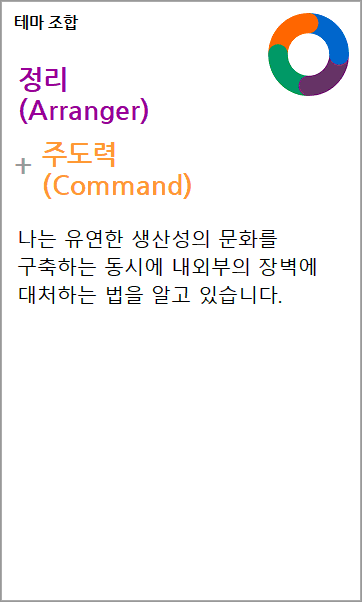 테마 조합
정리
(Arranger)
+ 주도력
(Command)
나는 유연한 생산성의 문화를
구축하는 동시에 내외부의 장벽에
대처하는 법을 알고 있습니다.